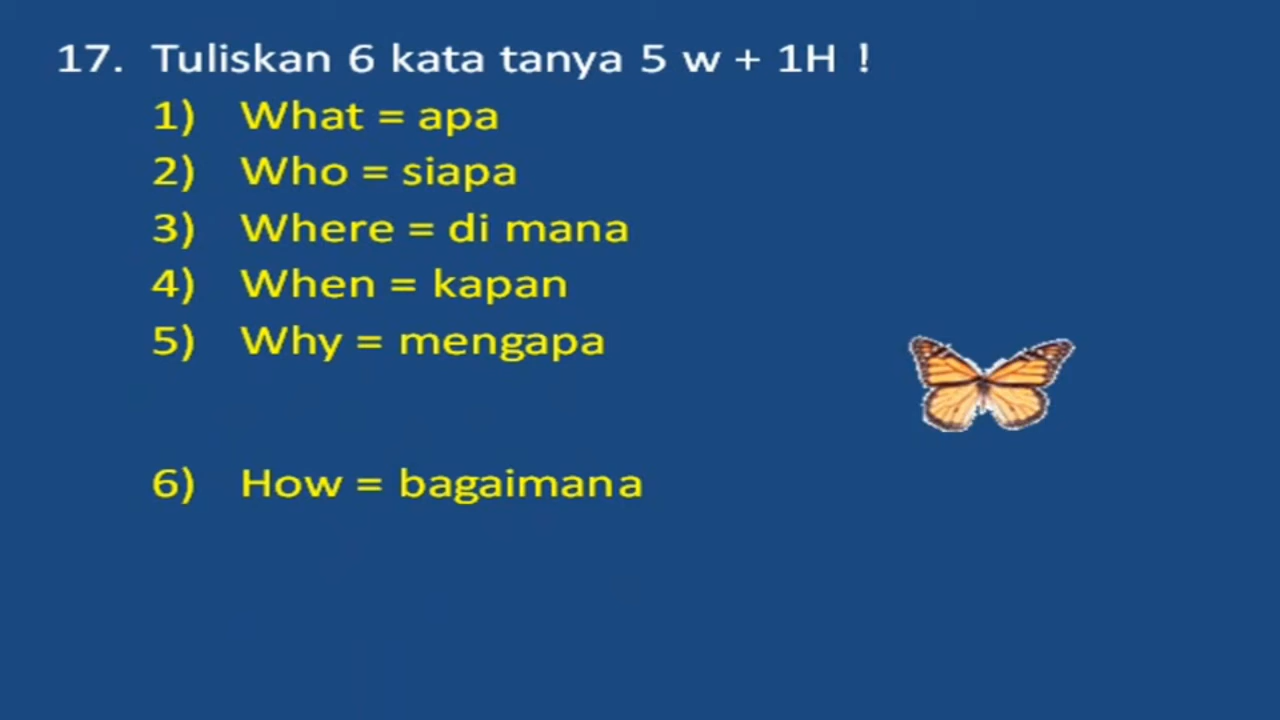 17. Tuliskan 6 kata tanya 5 w + 1H !
1) What = apa
2) Who = siapa
3) Where = di mana
4) When = kapan
5) Why = mengapa
6) How = bagaimana